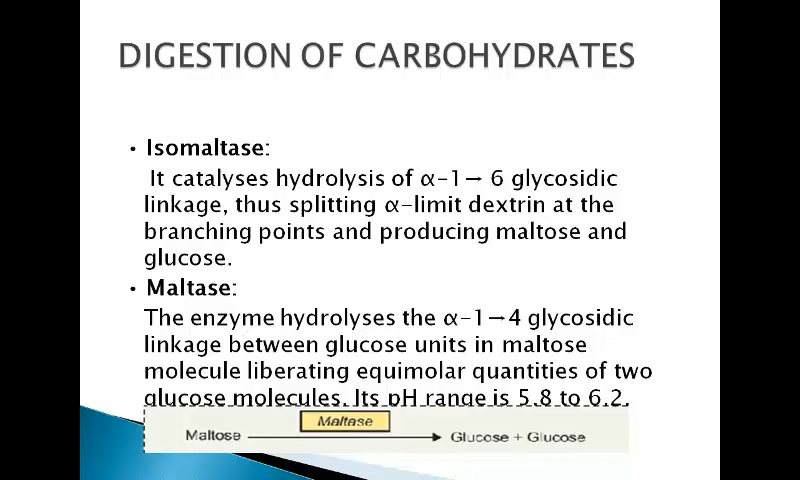 DIGESTION OF CARBOHYDRATES
• Isomaltase:
It catalyses hydrolysis of α-1→ 6 glycosidic
linkage, thus splitting α-limit dextrin at the
branching points and producing maltose and
glucose.
• Maltase:
The enzyme hydrolyses the α-1→4 glycosidic
linkage between glucose units in maltose
molecule liberating equimolar quantities of two
glucose molecules. Its pH range is 5.8 to 6.2.
Maltase
Maltose → Glucose + Glucose